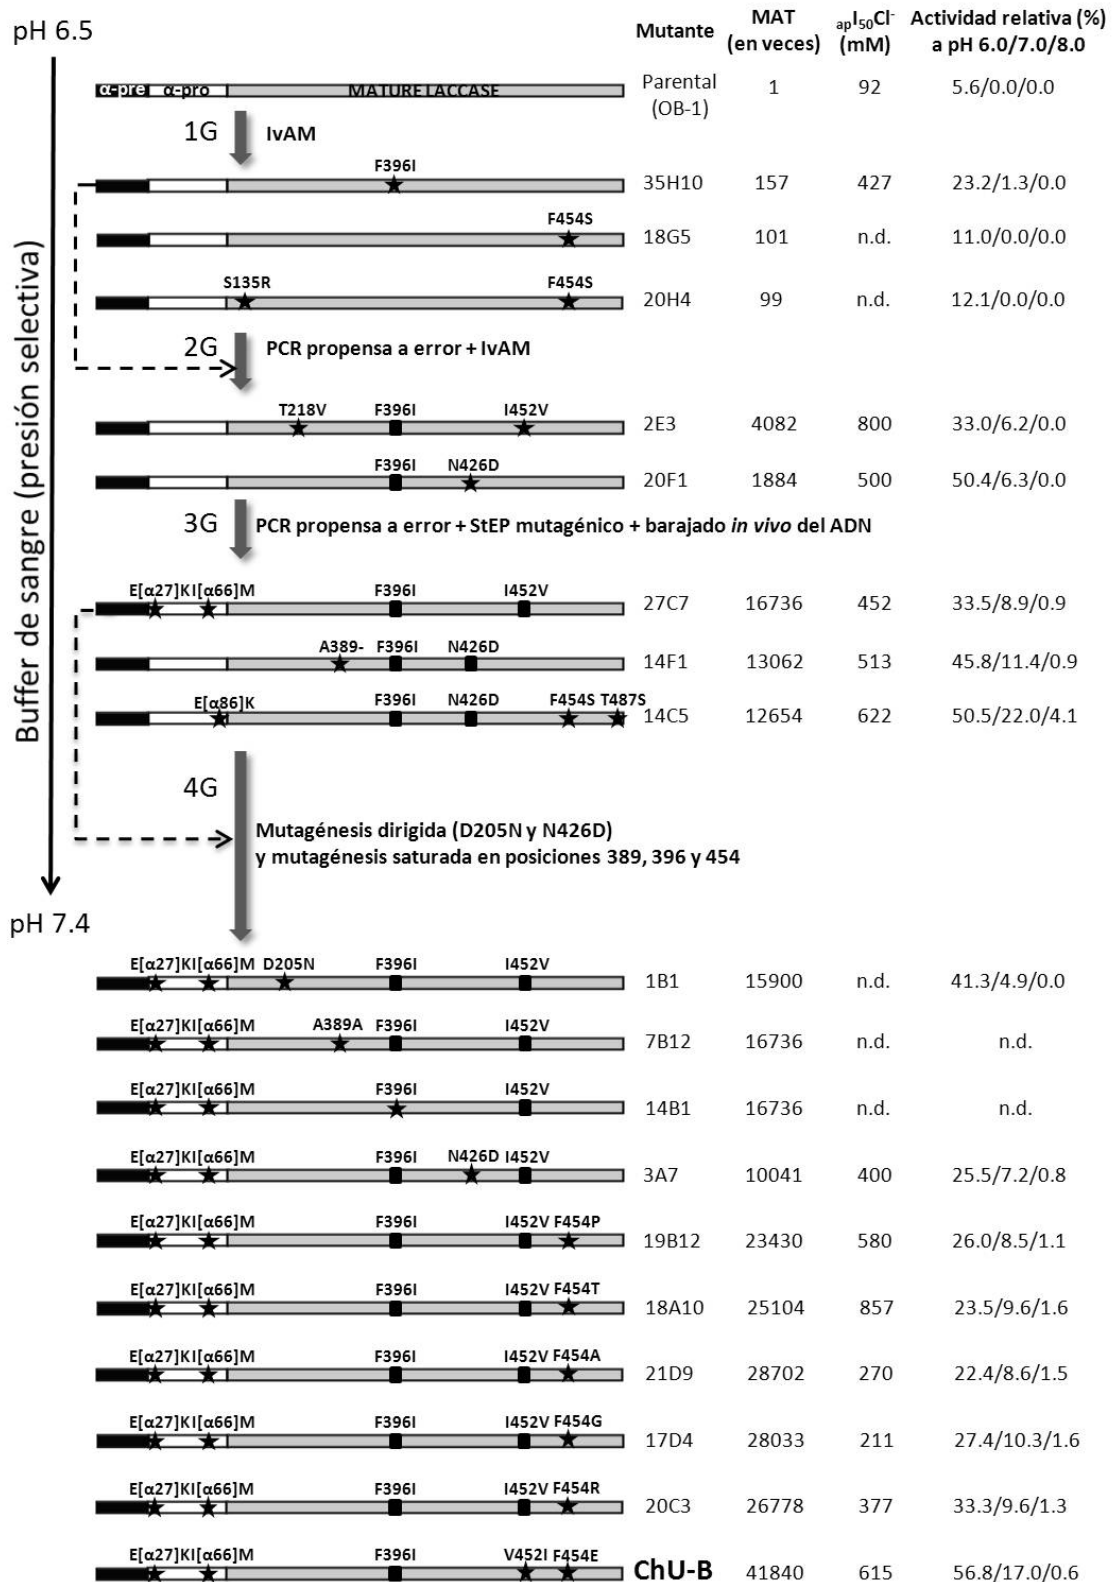 pH 6.5
Mutante
MAT
(en veces)
apI50Cl-
(mM)
Actividad relativa (%)
a pH 6.0/7.0/8.0
α-pre α-pro MATURE LACCASE
Parental
(OB-1)
1 92 5.6/0.0/0.0
1G IvAM
F396I
35H10 157 427 23.2/1.3/0.0
F454S
18G5 101 n.d. 11.0/0.0/0.0
S135R F454S
20H4 99 n.d. 12.1/0.0/0.0
2G PCR propensa a error + IvAM
T218V F396I I452V
2E3 4082 800 33.0/6.2/0.0
F396I N426D
20F1 1884 500 50.4/6.3/0.0
3G PCR propensa a error + StEP mutagénico + barajado in vivo del ADN
E[α27]KI[α66]M F396I I452V
27C7 16736 452 33.5/8.9/0.9
A389- F396I N426D
14F1 13062 513 45.8/11.4/0.9
E[α86]K F396I N426D F454S T487S
14C5 12654 622 50.5/22.0/4.1
Buffer de sangre (presión selectiva)
4G
Mutagénesis dirigida (D205N y N426D)
y mutagénesis saturada en posiciones 389, 396 y 454
pH 7.4
E[α27]KI[α66]M D205N F396I I452V
1B1 15900 n.d. 41.3/4.9/0.0
E[α27]KI[α66]M A389A F396I I452V
7B12 16736 n.d. n.d.
E[α27]KI[α66]M F396I I452V
14B1 16736 n.d. n.d.
E[α27]KI[α66]M F396I N426D I452V
3A7 10041 400 25.5/7.2/0.8
E[α27]KI[α66]M F396I I452V F454P
19B12 23430 580 26.0/8.5/1.1
E[α27]KI[α66]M F396I I452V F454T
18A10 25104 857 23.5/9.6/1.6
E[α27]KI[α66]M F396I I452V F454A
21D9 28702 270 22.4/8.6/1.5
E[α27]KI[α66]M F396I I452V F454G
17D4 28033 211 27.4/10.3/1.6
E[α27]KI[α66]M F396I I452V F454R
20C3 26778 377 33.3/9.6/1.3
E[α27]KI[α66]M F396I V452I F454E
ChU-B 41840 615 56.8/17.0/0.6